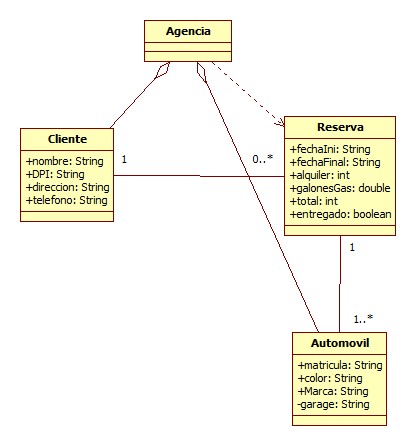 Agencia
Cliente
+nombre: String
+DPI: String
+direccion: String
+telefono: String
1
0..*
Reserva
+fechaIni: String
+fechaFinal: String
+alquiler: int
+galonesGas: double
+total: int
+entregado: boolean
1
1..*
Automovil
+matricula: String
+color: String
+Marca: String
-garage: String